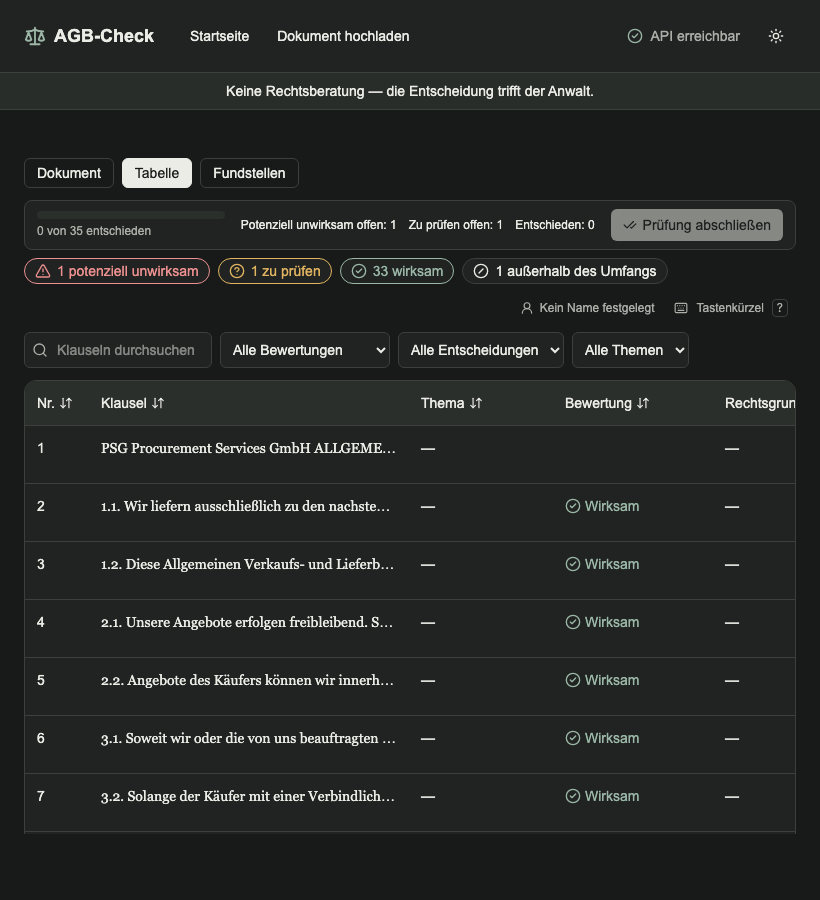 AGB-Check Startseite Dokument hochladen API erreichbar
Keine Rechtsberatung — die Entscheidung trifft der Anwalt.
Dokument Tabelle Fundstellen
0 von 35 entschieden Potenziell unwirksam offen: 1 Zu prüfen offen: 1 Entschieden: 0 Prüfung abschließen
1 potenziell unwirksam 1 zu prüfen 33 wirksam 1 außerhalb des Umfangs
Kein Name festgelegt Tastenkürzel ?
Klauseln durchsuchen Alle Bewertungen Alle Entscheidungen Alle Themen
Nr. Klausel Thema Bewertung Rechtsgrun
1 PSG Procurement Services GmbH ALLGEME… — —
2 1.1. Wir liefern ausschließlich zu den nachste… — Wirksam —
3 1.2. Diese Allgemeinen Verkaufs- und Lieferb… — Wirksam —
4 2.1. Unsere Angebote erfolgen freibleibend. S… — Wirksam —
5 2.2. Angebote des Käufers können wir innerh… — Wirksam —
6 3.1. Soweit wir oder die von uns beauftragten … — Wirksam —
7 3.2. Solange der Käufer mit einer Verbindlich… — Wirksam —